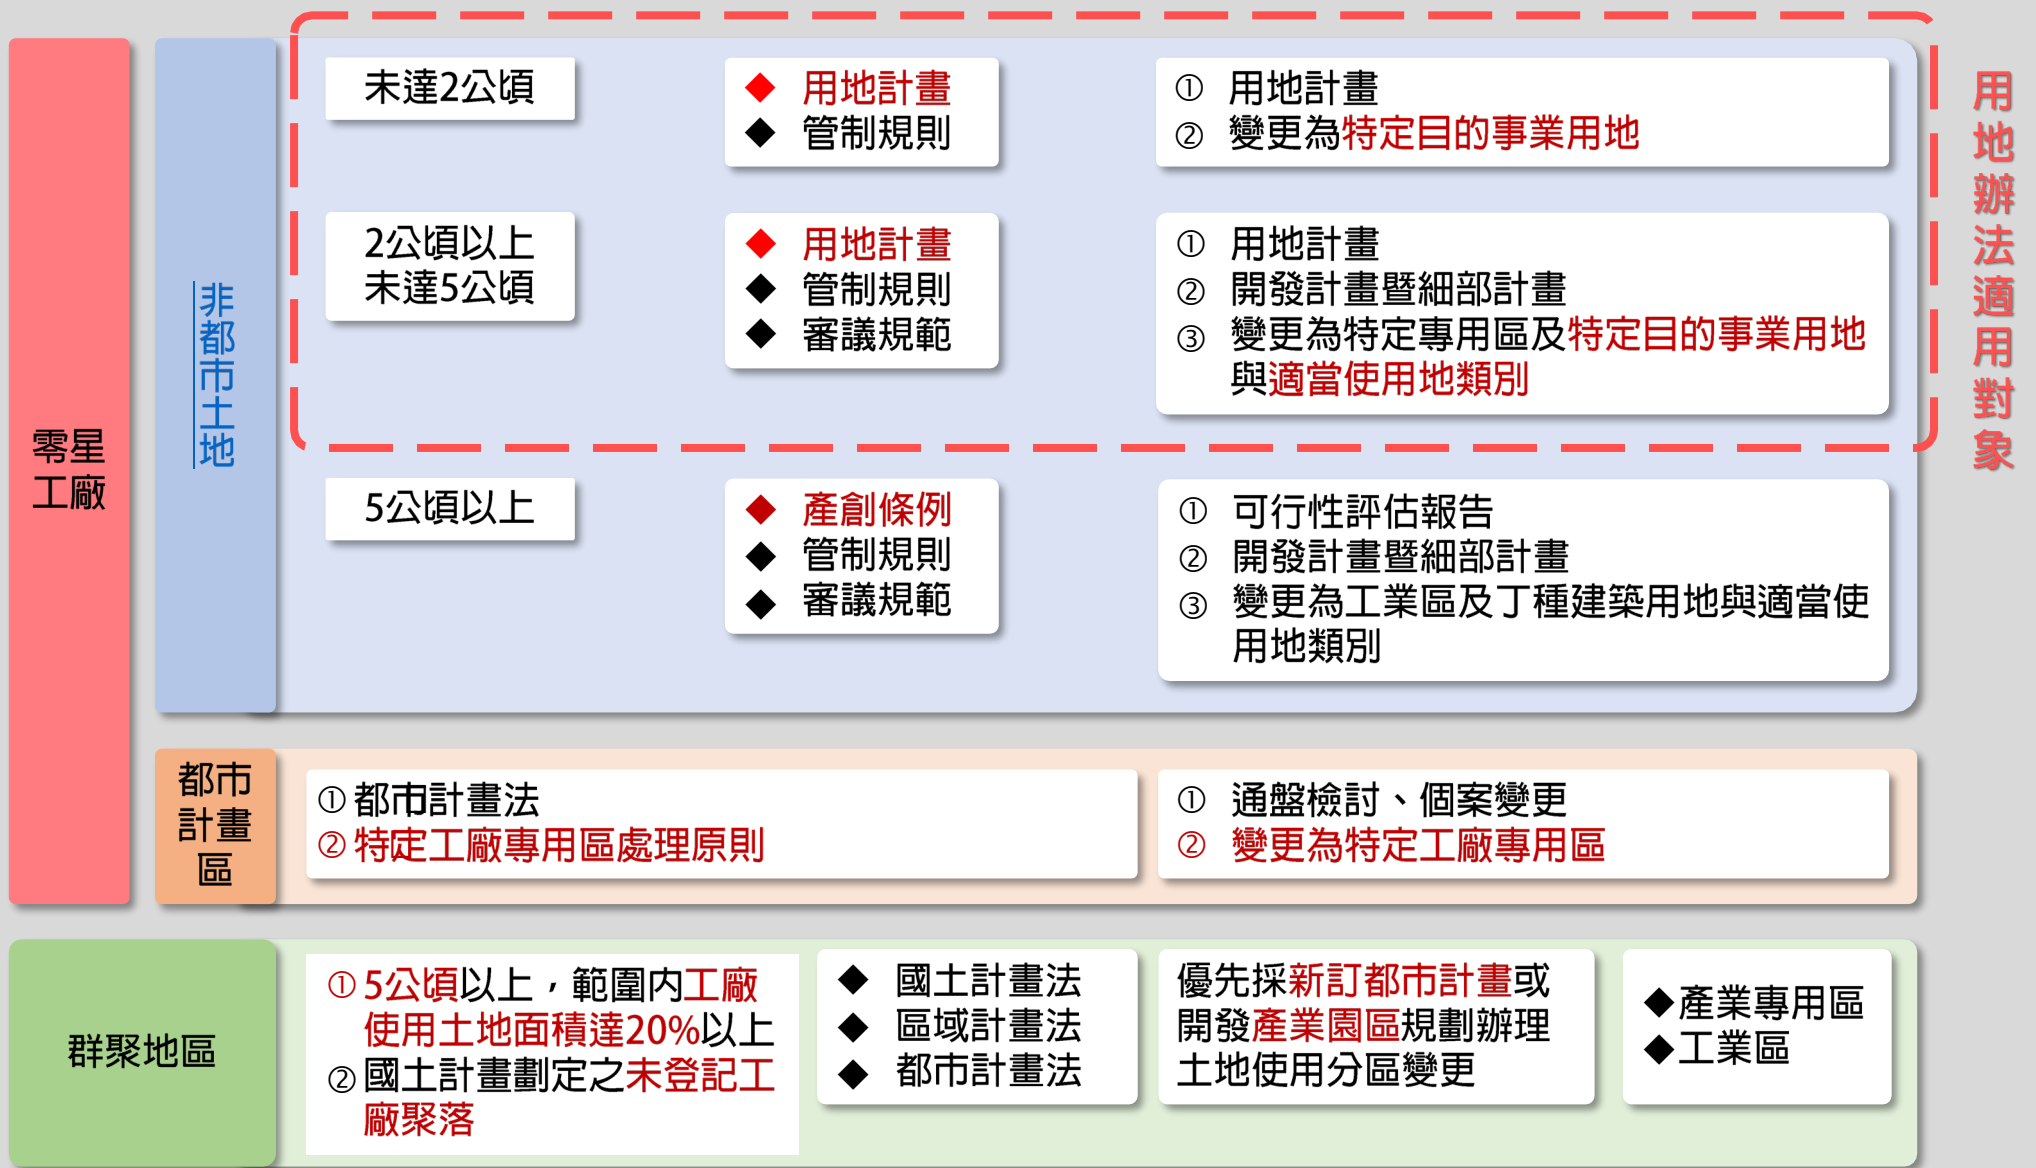 零星
工廠
非都市土地
未達2公頃
◆ 用地計畫
◆ 管制規則
① 用地計畫
② 變更為特定目的事業用地
2公頃以上
未達5公頃
◆ 用地計畫
◆ 管制規則
◆ 審議規範
① 用地計畫
② 開發計畫暨細部計畫
③ 變更為特定專用區及特定目的事業用地
與適當使用地類別
5公頃以上
◆ 產創條例
◆ 管制規則
◆ 審議規範
① 可行性評估報告
② 開發計畫暨細部計畫
③ 變更為工業區及丁種建築用地與適當使
用地類別
用地辦法適用對象
都市
計畫
區
① 都市計畫法
② 特定工廠專用區處理原則
① 通盤檢討、個案變更
② 變更為特定工廠專用區
群聚地區
① 5公頃以上，範圍內工廠
使用土地面積達20%以上
② 國土計畫劃定之未登記工
廠聚落
◆ 國土計畫法
◆ 區域計畫法
◆ 都市計畫法
優先採新訂都市計畫或
開發產業園區規劃辦理
土地使用分區變更
◆產業專用區
◆工業區